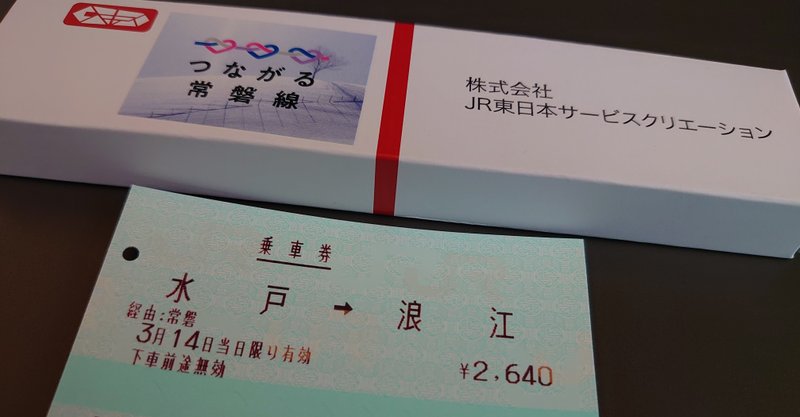 つながる
常磐線
株式会社
JR東日本サービスクリエーション
乗車券
水戸→浪江
経由:常磐
3月14日当日限り有効
下車前途無効
¥2,640